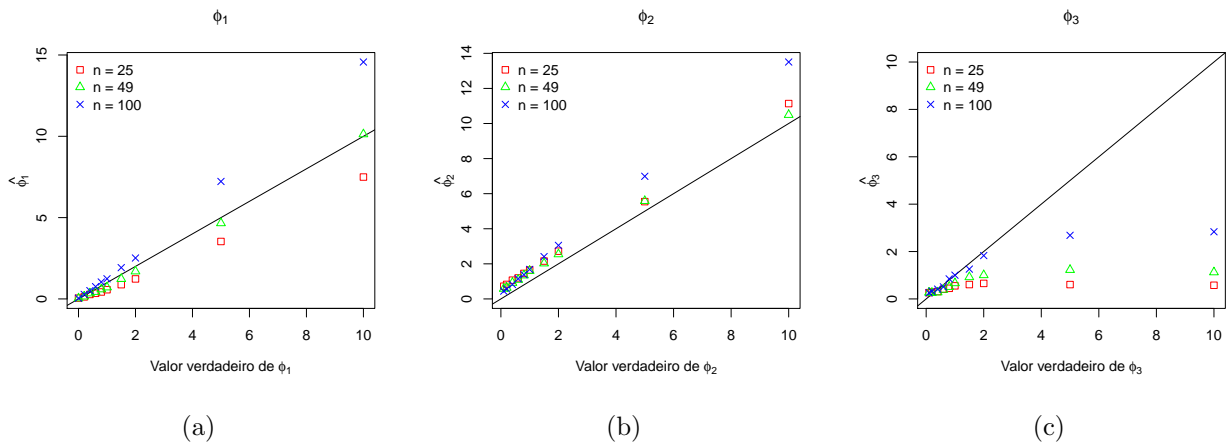 ϕ1
15
10
5
0
ϕ̂1
n = 25
n = 49
n = 100
0 2 4 6 8 10
Valor verdadeiro de ϕ1
(a)
ϕ2
14
12
10
8
6
4
2
0
ϕ̂2
n = 25
n = 49
n = 100
0 2 4 6 8 10
Valor verdadeiro de ϕ2
(b)
ϕ3
10
8
6
4
2
0
ϕ̂3
n = 25
n = 49
n = 100
0 2 4 6 8 10
Valor verdadeiro de ϕ3
(c)